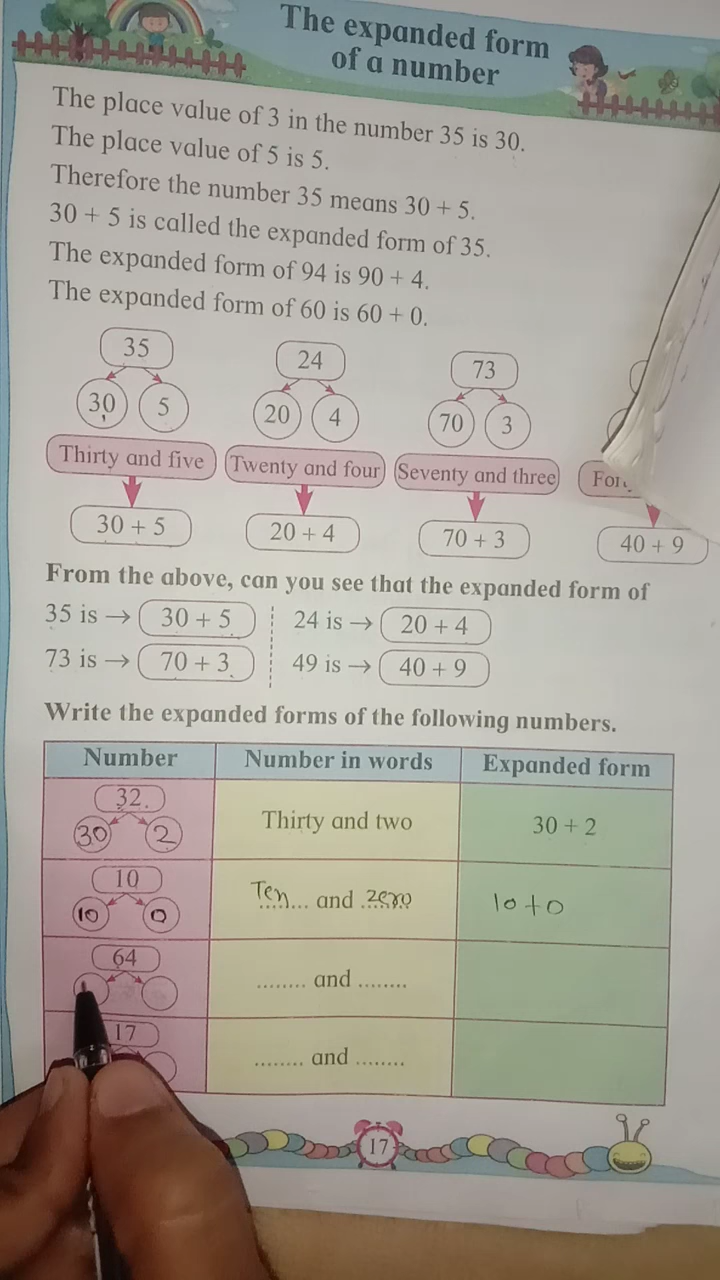 The expanded form
of a number
The place value of 3 in the number 35 is 30.
The place value of 5 is 5.
Therefore the number 35 means 30 + 5.
30 + 5 is called the expanded form of 35.
The expanded form of 94 is 90 + 4.
The expanded form of 60 is 60 + 0.
35 24 73
30 5 20 4 70 3
Thirty and five Twenty and four Seventy and three
30 + 5 20 + 4 70 + 3 40 + 9
From the above, can you see that the expanded form of
35 is → 30 + 5 24 is → 20 + 4
73 is → 70 + 3 49 is → 40 + 9
Write the expanded forms of the following numbers.
Number Number in words Expanded form
32
30 2 Thirty and two 30 + 2
10
10 0 Ten... and zero 10+0
64
........ and ........
17
........ and ........
17